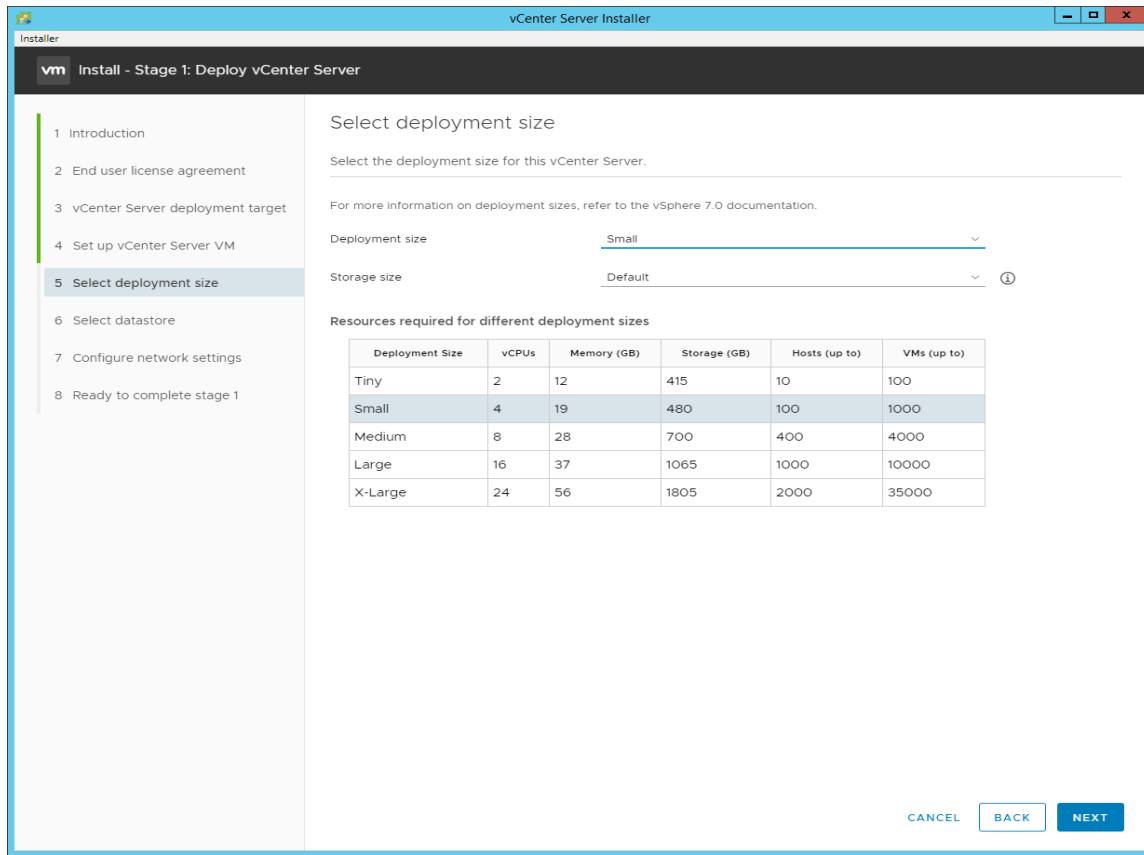 vCenter Server Installer
Installer
vm Install - Stage 1: Deploy vCenter Server
1 Introduction
2 End user license agreement
3 vCenter Server deployment target
4 Set up vCenter Server VM
5 Select deployment size
6 Select datastore
7 Configure network settings
8 Ready to complete stage 1
Select deployment size
Select the deployment size for this vCenter Server.
For more information on deployment sizes, refer to the vSphere 7.0 documentation.
Deployment size Small
Storage size Default
Resources required for different deployment sizes
Deployment Size vCPUs Memory (GB) Storage (GB) Hosts (up to) VMs (up to)
Tiny 2 12 415 10 100
Small 4 19 480 100 1000
Medium 8 28 700 400 4000
Large 16 37 1065 1000 10000
X-Large 24 56 1805 2000 35000
CANCEL BACK NEXT